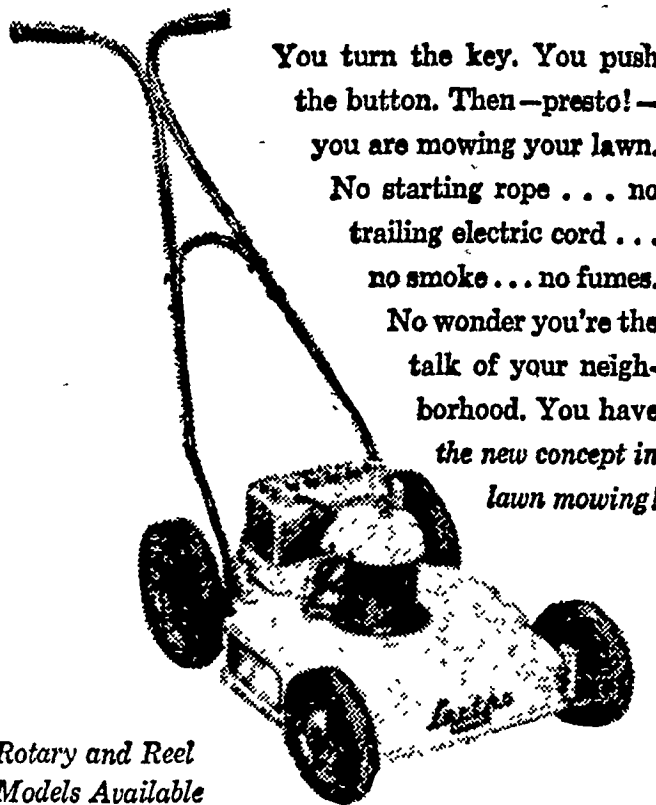 You turn the key. You push
the button. Then—presto!—
you are mowing your lawn.
No starting rope . . . no
trailing electric cord . . .
no smoke . . . no fumes.
No wonder you're the
talk of your neigh-
borhood. You have
the new concept in
lawn mowing!
Rotary and Reel
Models Available